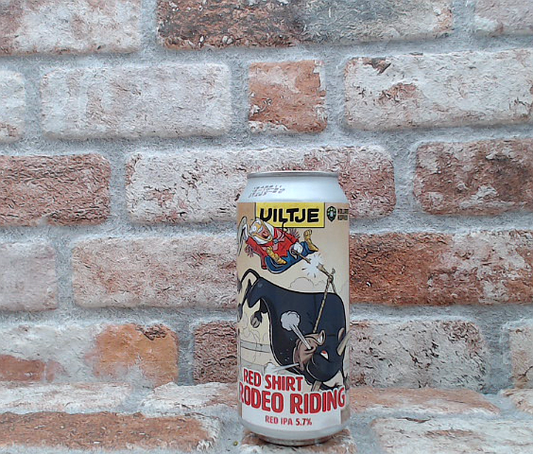 UILTJE
RED SHIRT
RODEO RIDING
RED IPA 5.7%